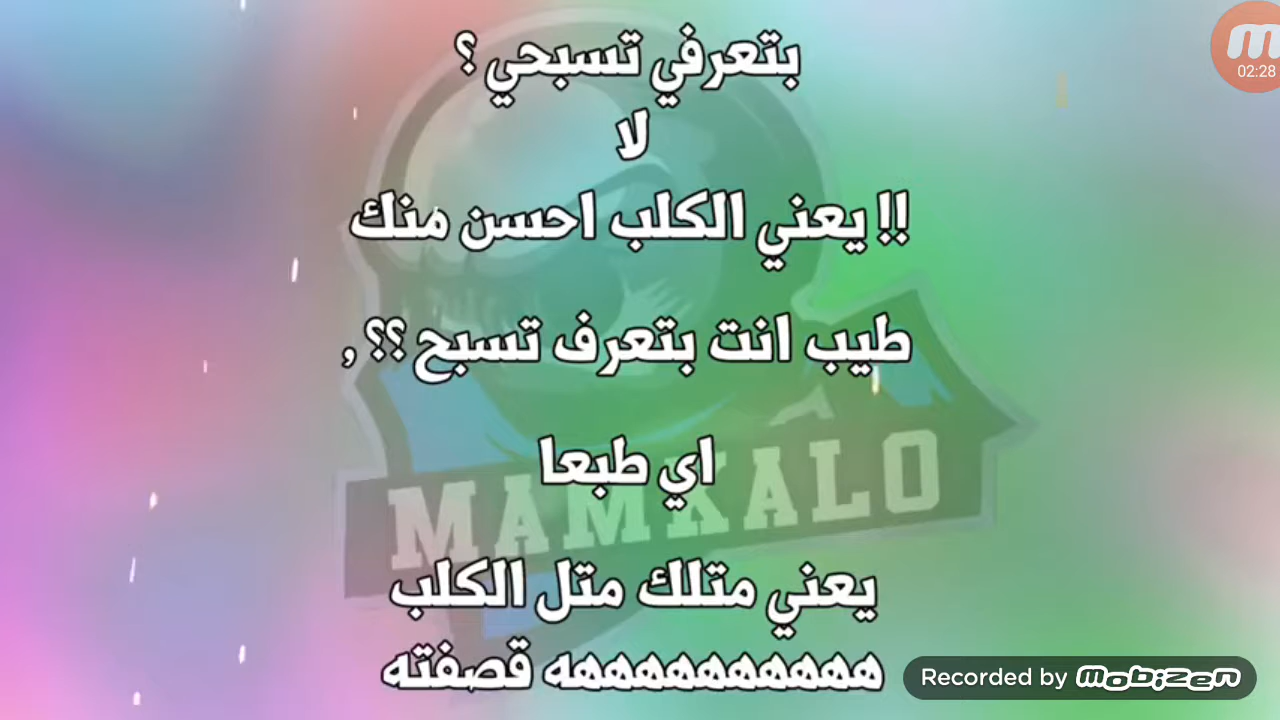 بتعرفي تسبحي ؟
لا
!! يعني الكلب احسن منك
طيب انت بتعرف تسبح ؟؟ ,
اي طبعا
يعني متلك متل الكلب
ههههههههههه قصفته
MAMKALO
m
02:28
Recorded by mobizen